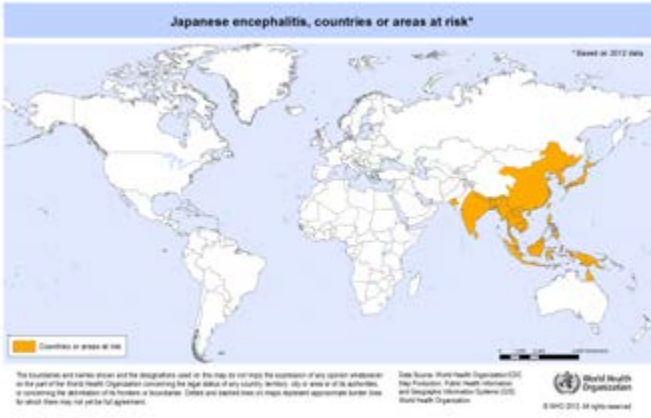 Japanese encephalitis, countries or areas at risk*
* Based on 2012 data
Countries or areas at risk
The boundaries and names shown and the designations used on this map do not imply the expression of any opinion whatsoever
on the part of the World Health Organization concerning the legal status of any country, territory, city or area or of its authorities,
or concerning the delimitation of its frontiers or boundaries. Dotted and dashed lines on maps represent approximate border lines
for which there may not yet be full agreement.
Data Source: World Health Organization/
Map Production: Public Health Information
and Geographic Information Systems (GIS)
World Health Organization
World Health
Organization
© WHO 2012. All rights reserved